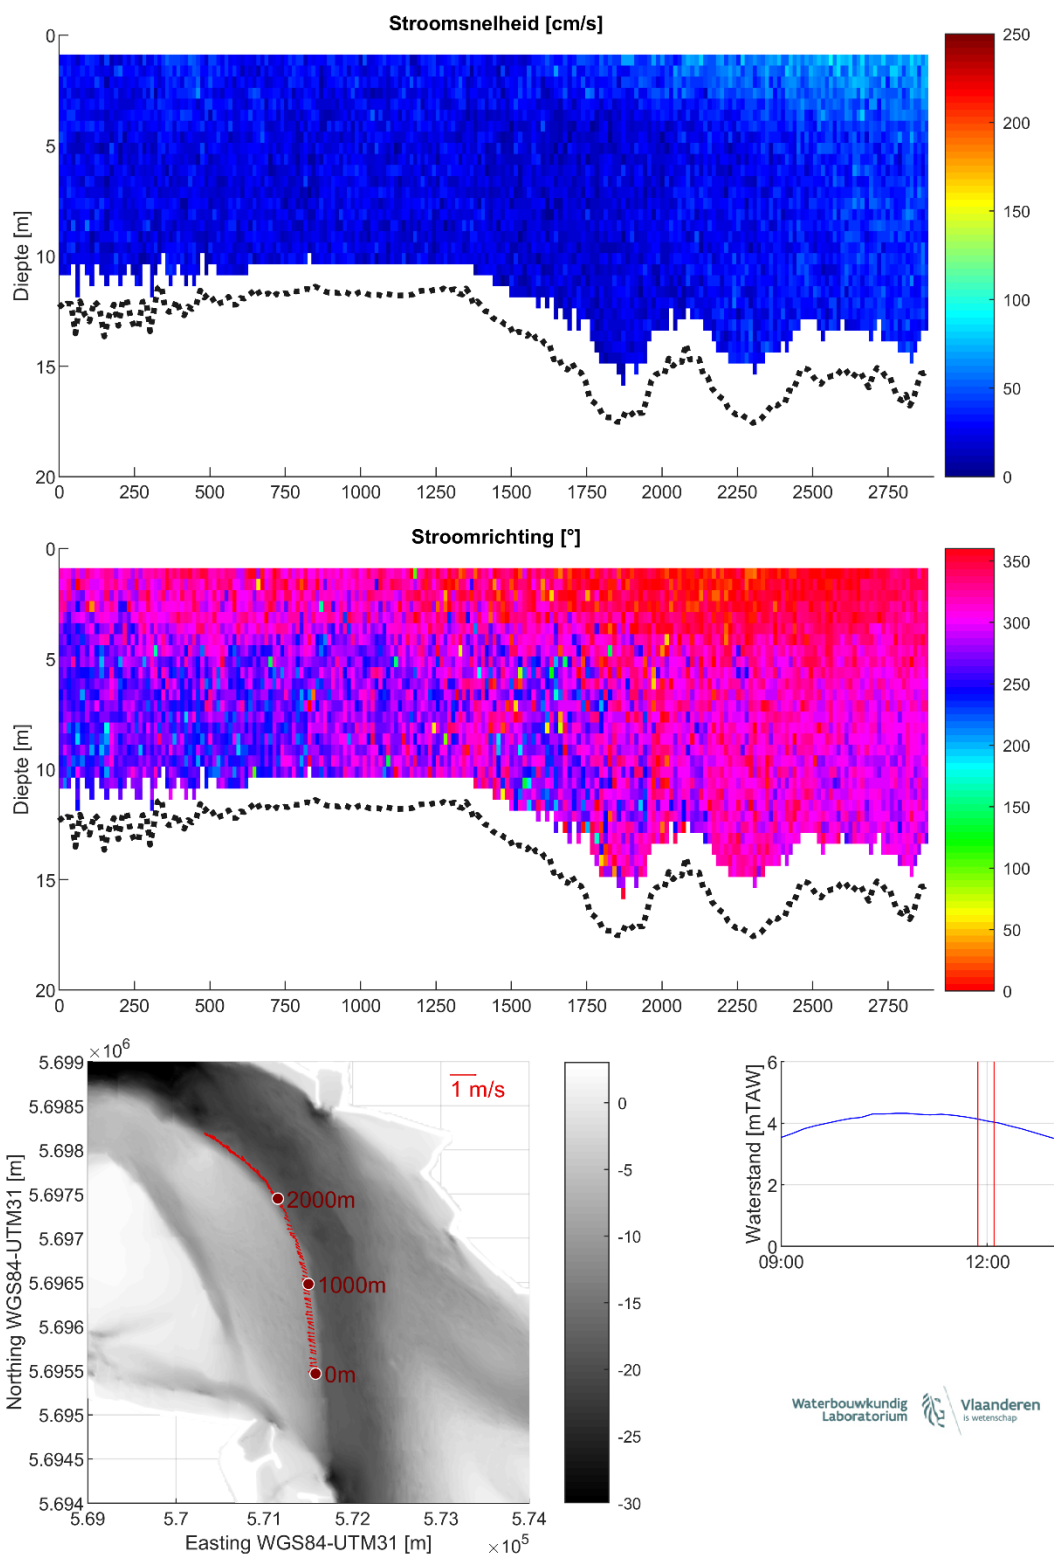 Stroomsnelheid [cm/s]
0
5
10
15
20
Diepte [m]
0 250 500 750 1000 1250 1500 1750 2000 2250 2500 2750
250
200
150
100
50
0
Stroomrichting [°]
0
5
10
15
20
Diepte [m]
0 250 500 750 1000 1250 1500 1750 2000 2250 2500 2750
350
300
250
200
150
100
50
0
×10⁶
5.699
5.6985
5.698
5.6975
5.697
5.6965
5.696
5.6955
5.695
5.6945
5.694
Northing WGS84-UTM31 [m]
1 m/s
2000m
1000m
0m
5.69 5.7 5.71 5.72 5.73 5.74
Easting WGS84-UTM31 [m]
×10⁵
0
-5
-10
-15
-20
-25
-30
6
4
2
0
Waterstand [mTAW]
09:00 12:00
Waterbouwkundig
Laboratorium
Vlaanderen
is wetenschap